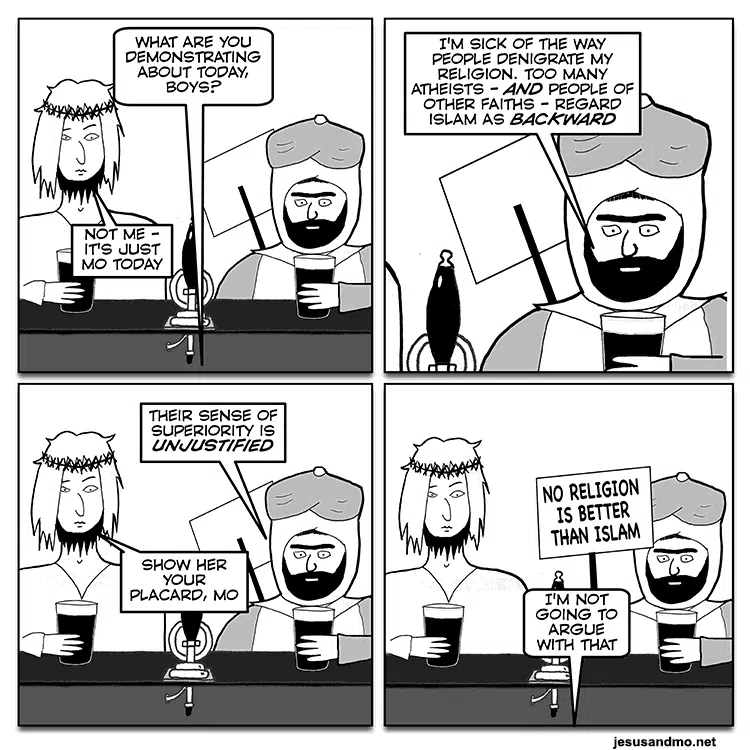 WHAT ARE YOU
DEMONSTRATING
ABOUT TODAY,
BOYS?
NOT ME -
IT'S JUST
MO TODAY
I'M SICK OF THE WAY
PEOPLE DENIGRATE MY
RELIGION. TOO MANY
ATHEISTS - AND PEOPLE OF
OTHER FAITHS - REGARD
ISLAM AS BACKWARD
THEIR SENSE OF
SUPERIORITY IS
UNJUSTIFIED
SHOW HER
YOUR
PLACARD, MO
NO RELIGION
IS BETTER
THAN ISLAM
I'M NOT
GOING TO
ARGUE
WITH THAT
jesusandmo.net